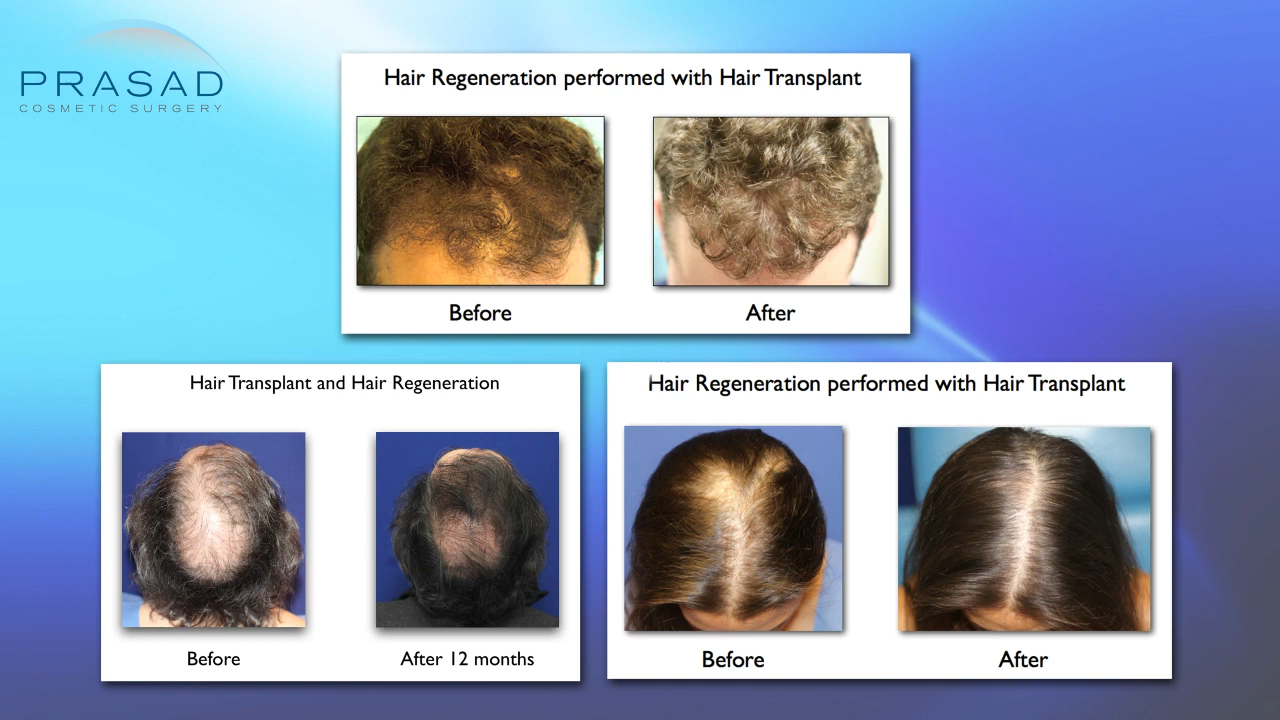 PRASAD
COSMETIC SURGERY
Hair Regeneration performed with Hair Transplant
Before
After
Hair Transplant and Hair Regeneration
Before
After 12 months
Hair Regeneration performed with Hair Transplant
Before
After